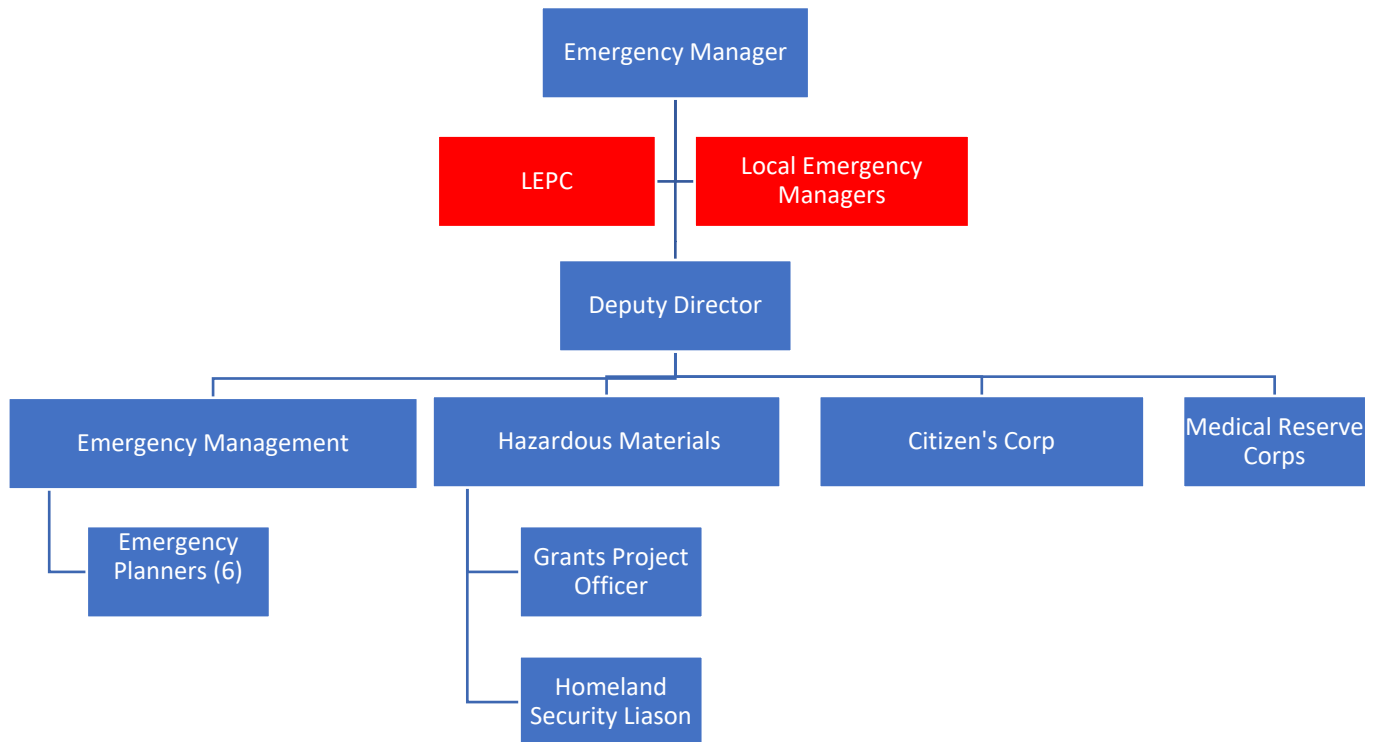 Emergency Manager
LEPC
Local Emergency
Managers
Deputy Director
Emergency Management
Hazardous Materials
Citizen's Corp
Medical Reserve
Corps
Emergency
Planners (6)
Grants Project
Officer
Homeland
Security Liason